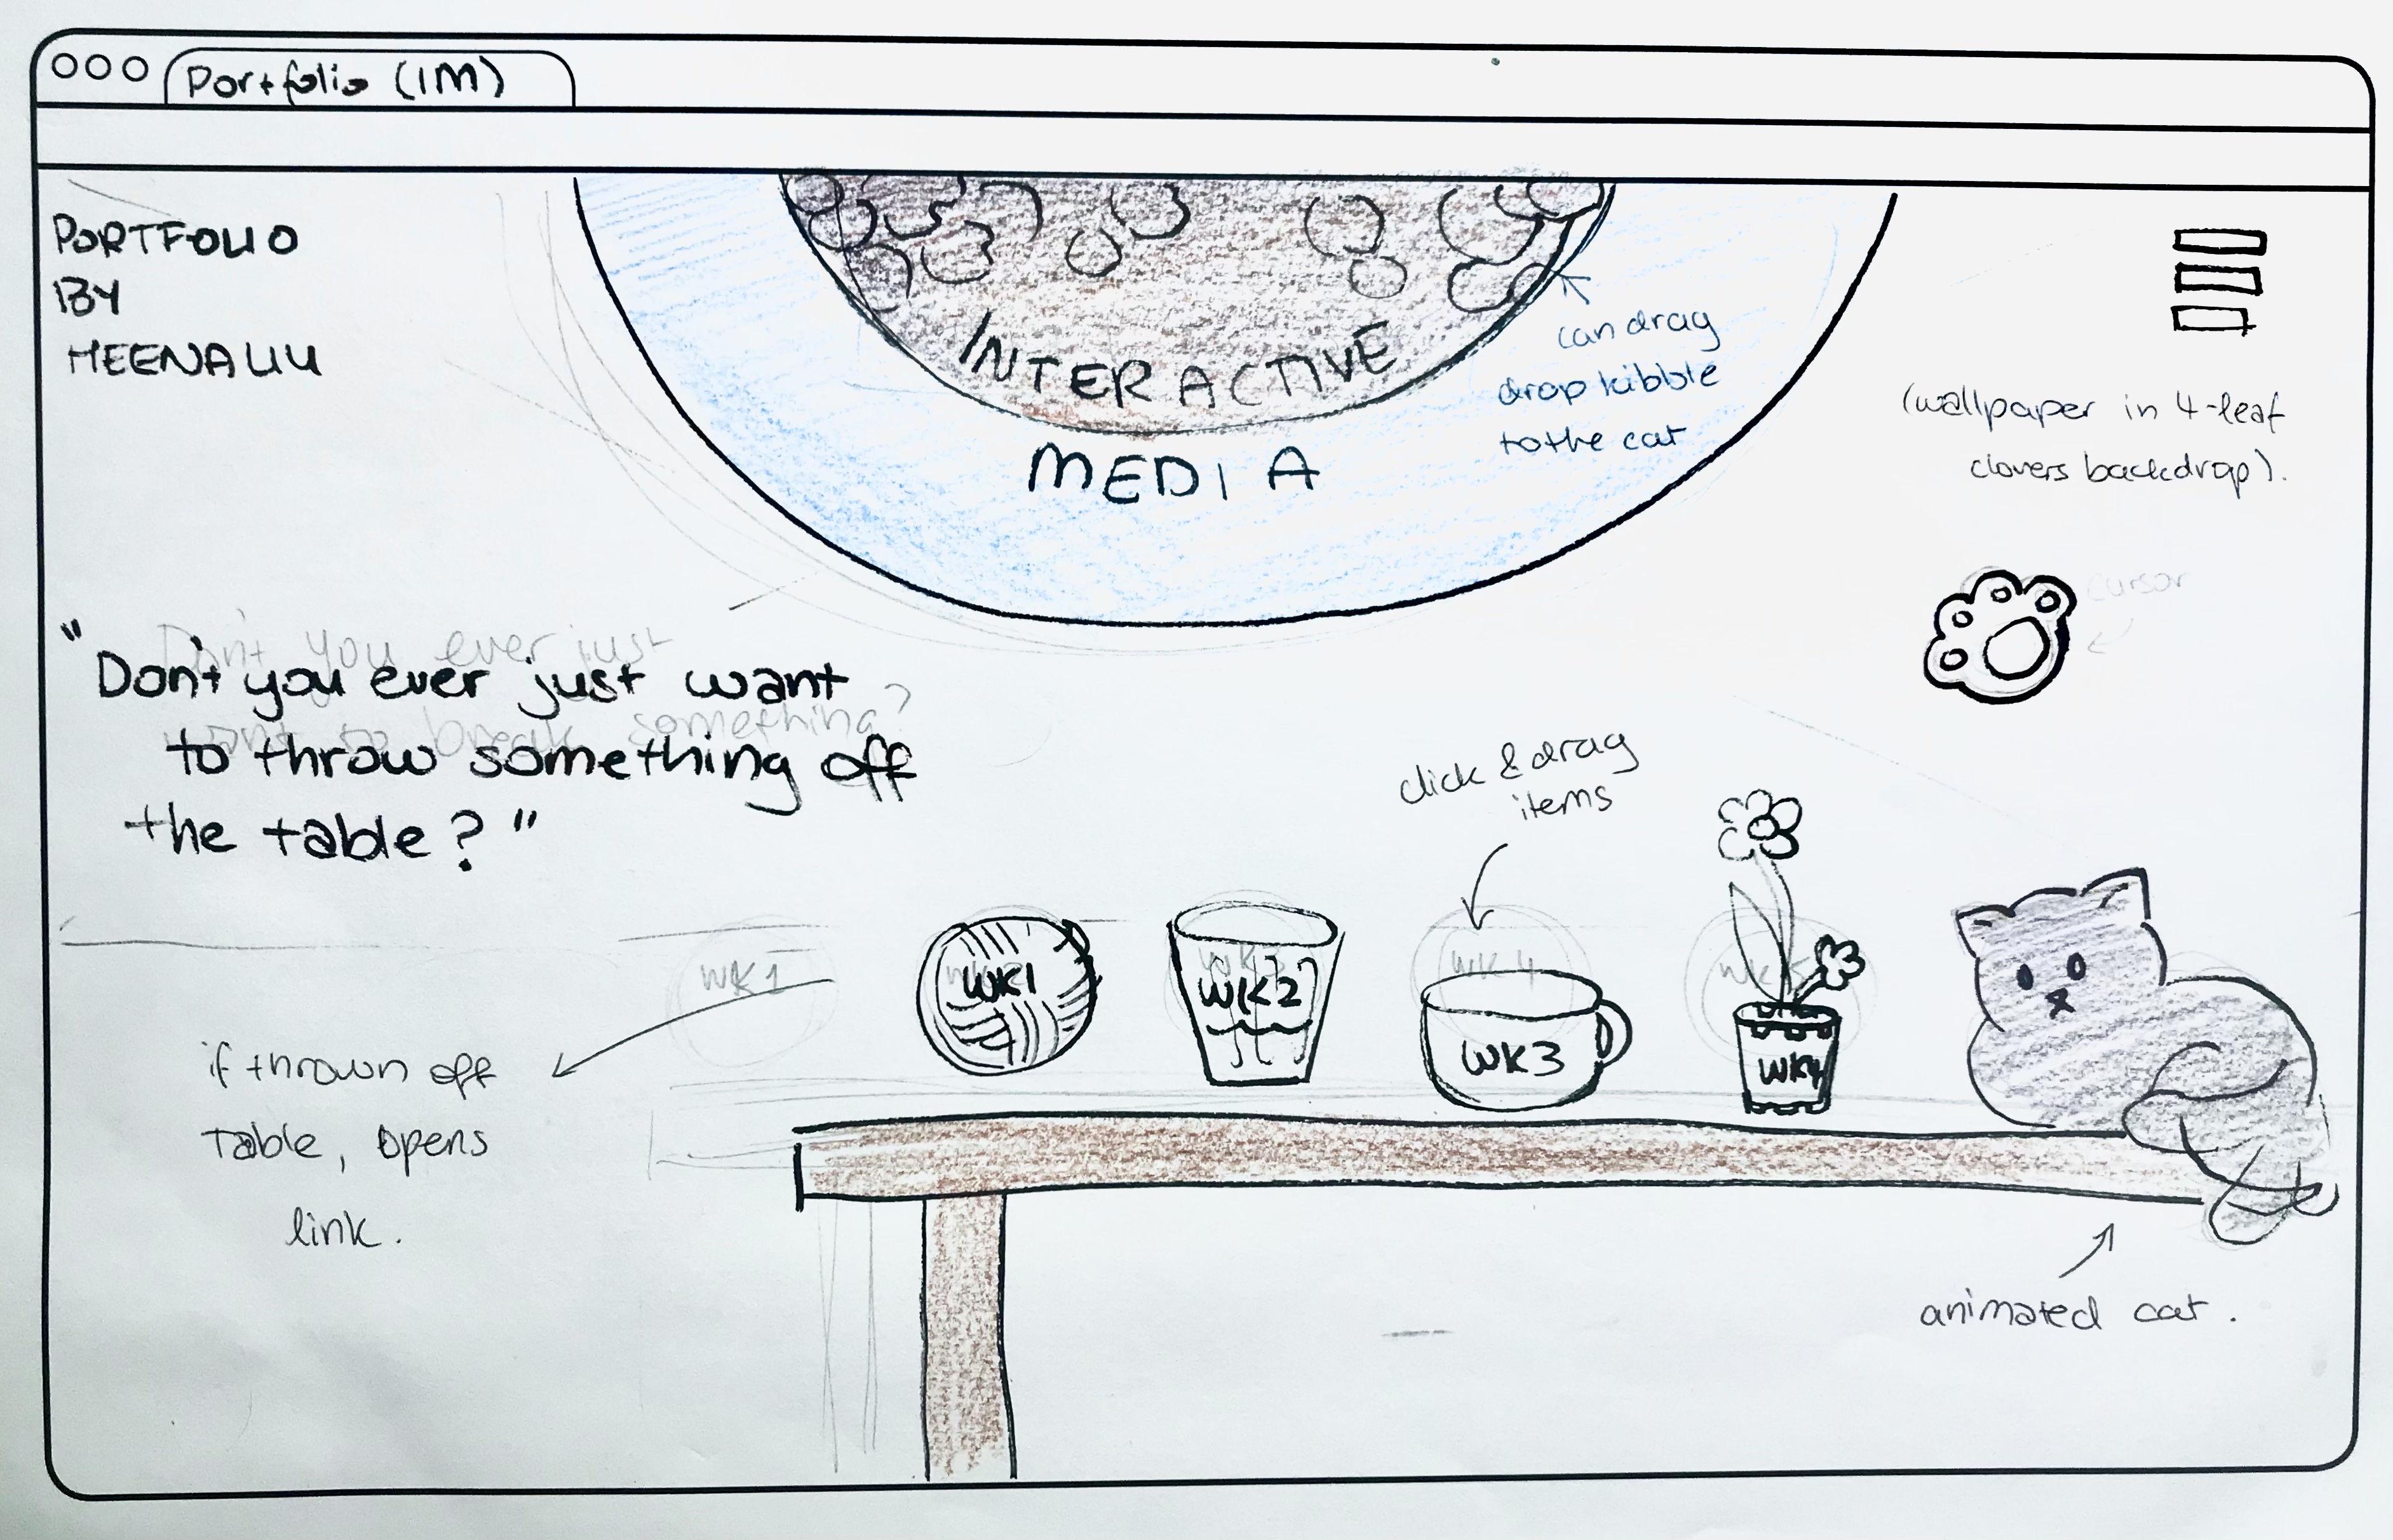 Portfolio (IM)
PORTFOLIO
BY
MEENALILI
INTERACTIVE
MEDIA
can drag
drop kibble
to the cat
(wallpaper in 4-leaf
clovers backdrop).
cursor
Don't you ever just
want to break something?
"Don't you ever just want
to throw something off
the table?"
click & drag
items
WK1
WK1
WK2
WK3
WK4
WK4
if thrown off
table, opens
link.
animated cat.